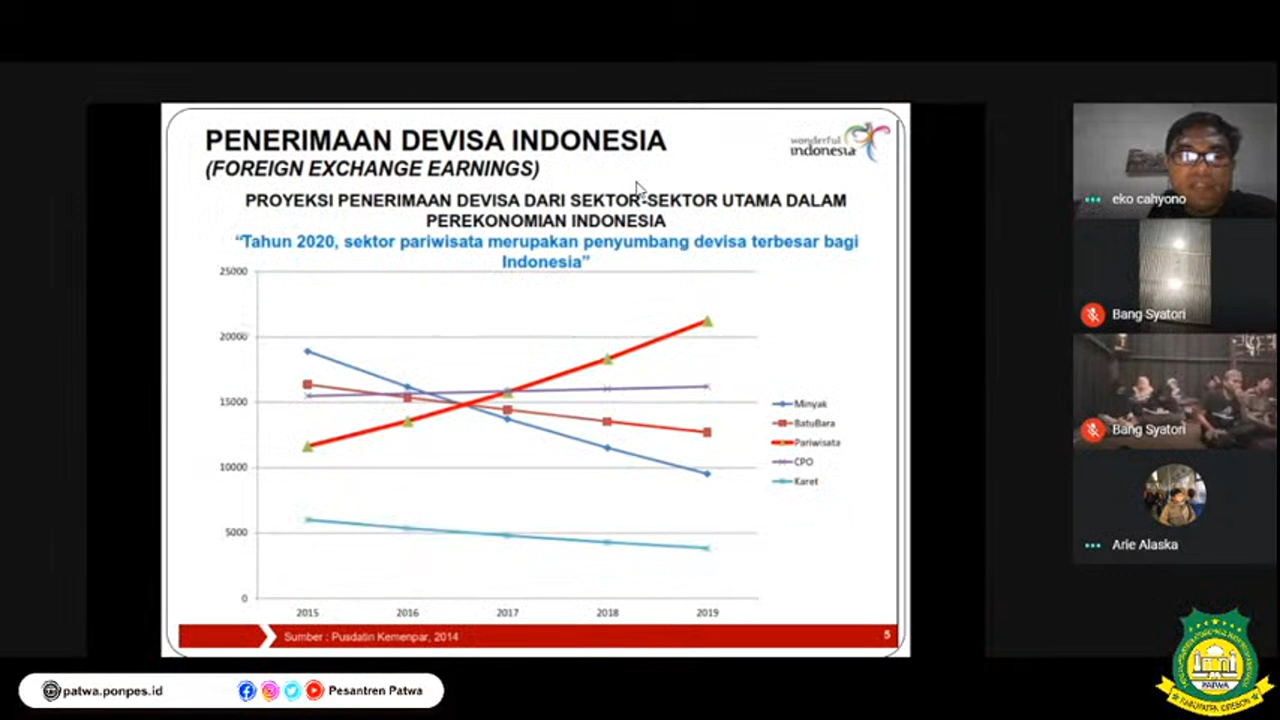 PENERIMAAN DEVISA INDONESIA
(FOREIGN EXCHANGE EARNINGS)
wonderful
indonesia
PROYEKSI PENERIMAAN DEVISA DARI SEKTOR-SEKTOR UTAMA DALAM
PEREKONOMIAN INDONESIA
“Tahun 2020, sektor pariwisata merupakan penyumbang devisa terbesar bagi
Indonesia”
25000
20000
15000
10000
5000
0
2015 2016 2017 2018 2019
Minyak
BatuBara
Pariwisata
CPO
Karet
Sumber : Pusdatin Kemenpar, 2014
5
eko cahyono
Bang Syatori
Bang Syatori
Arie Alaska
patwa.ponpes.id
Pesantren Patwa
PATWA
KABUPATEN CIREBON